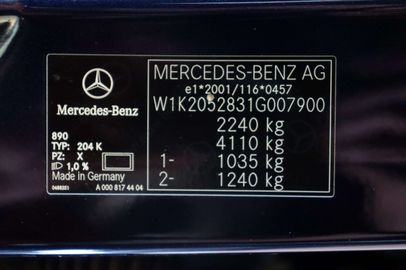 Mercedes-Benz
890
TYP: 204 K
PZ: X
1,0 %
Made in Germany
0488251 A 000 817 44 04
MERCEDES-BENZ AG
e1*2001/116*0457
W1K2052831G007900
2240 kg
4110 kg
1- 1035 kg
2- 1240 kg